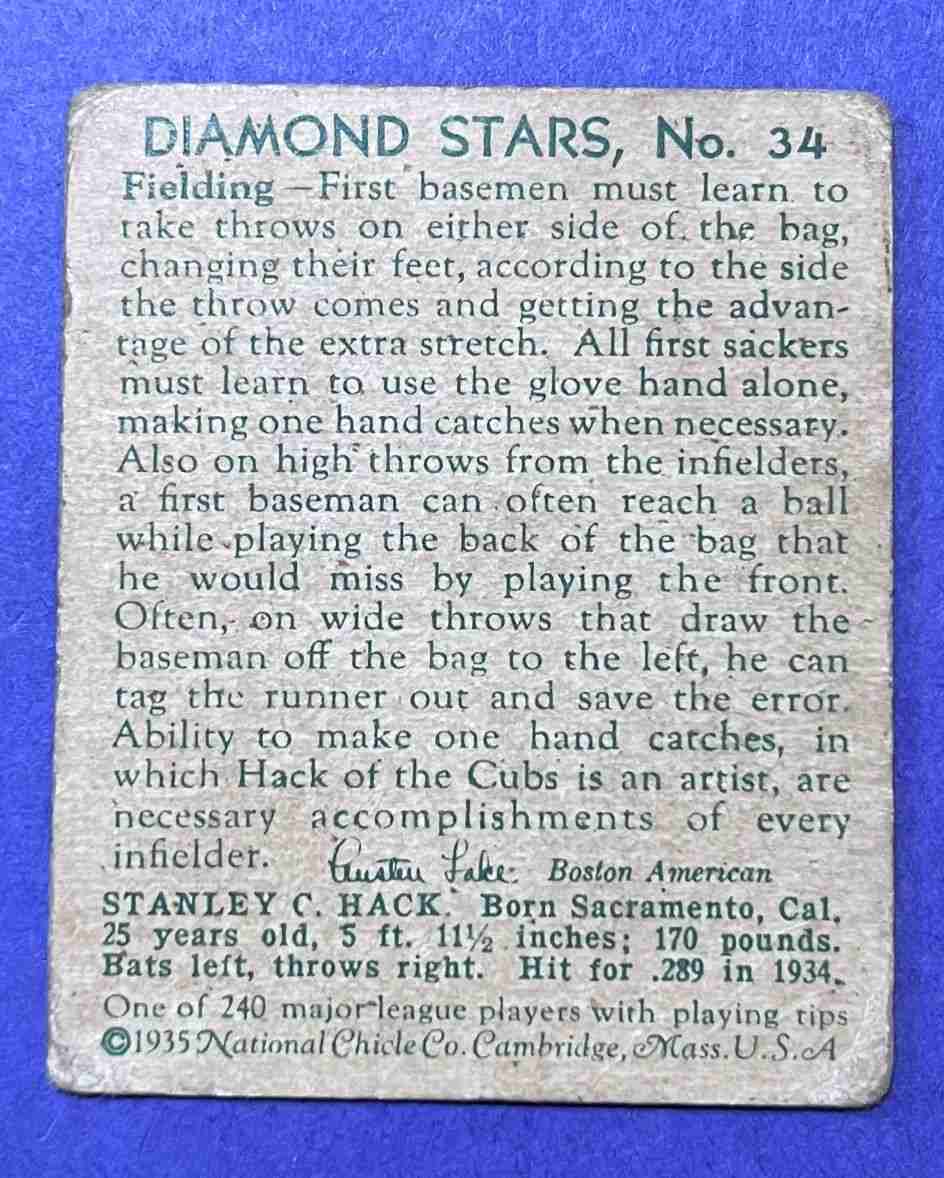 DIAMOND STARS, No. 34
Fielding—First basemen must learn to
take throws on either side of the bag,
changing their feet, according to the side
the throw comes and getting the advan-
tage of the extra stretch. All first sackers
must learn to use the glove hand alone,
making one hand catches when necessary.
Also on high throws from the infielders,
a first baseman can often reach a ball
while playing the back of the bag that
he would miss by playing the front.
Often, on wide throws that draw the
baseman off the bag to the left, he can
tag the runner out and save the error.
Ability to make one hand catches, in
which Hack of the Cubs is an artist, are
necessary accomplishments of every
infielder. Austen Lake Boston American
STANLEY C. HACK. Born Sacramento, Cal.
25 years old, 5 ft. 11½ inches; 170 pounds.
Bats left, throws right. Hit for .289 in 1934.
One of 240 major league players with playing tips
©1935 National Chicle Co. Cambridge, Mass. U.S.A